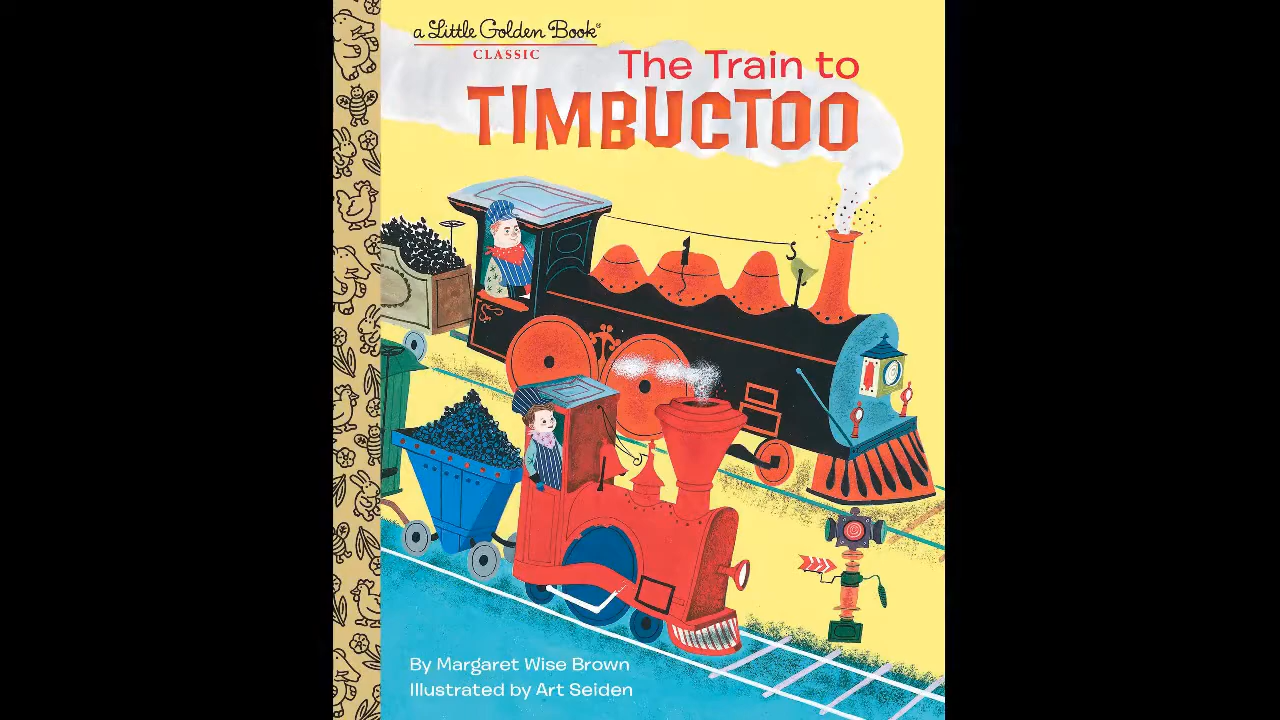 a Little Golden Book®
CLASSIC
The Train to
TIMBUCTOO
By Margaret Wise Brown
Illustrated by Art Seiden